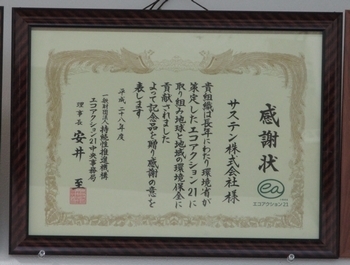 感謝状
ea
エコアクション21
サステン株式会社 様
貴組織は長年にわたり環境省が
策定したエコアクション21に
取り組み地球と地域の環境保全に
貢献されました
よって記念品を贈り感謝の意を
表します
平成二十八年度
一般財団法人 持続性推進機構
エコアクション21中央事務局
理事長 安井 至